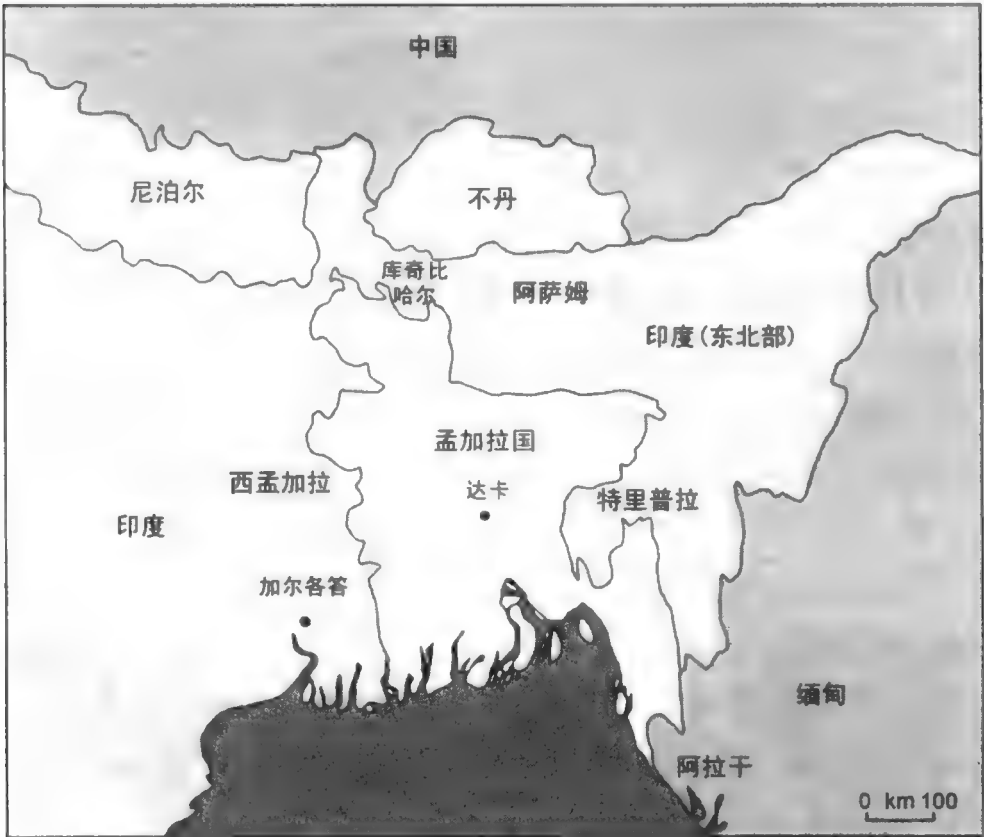 中国
尼泊尔
不丹
库奇比
哈尔
阿萨姆
印度(东北部)
孟加拉国
西孟加拉
达卡
特里普拉
印度
加尔各答
缅甸
阿拉干
0 km 100